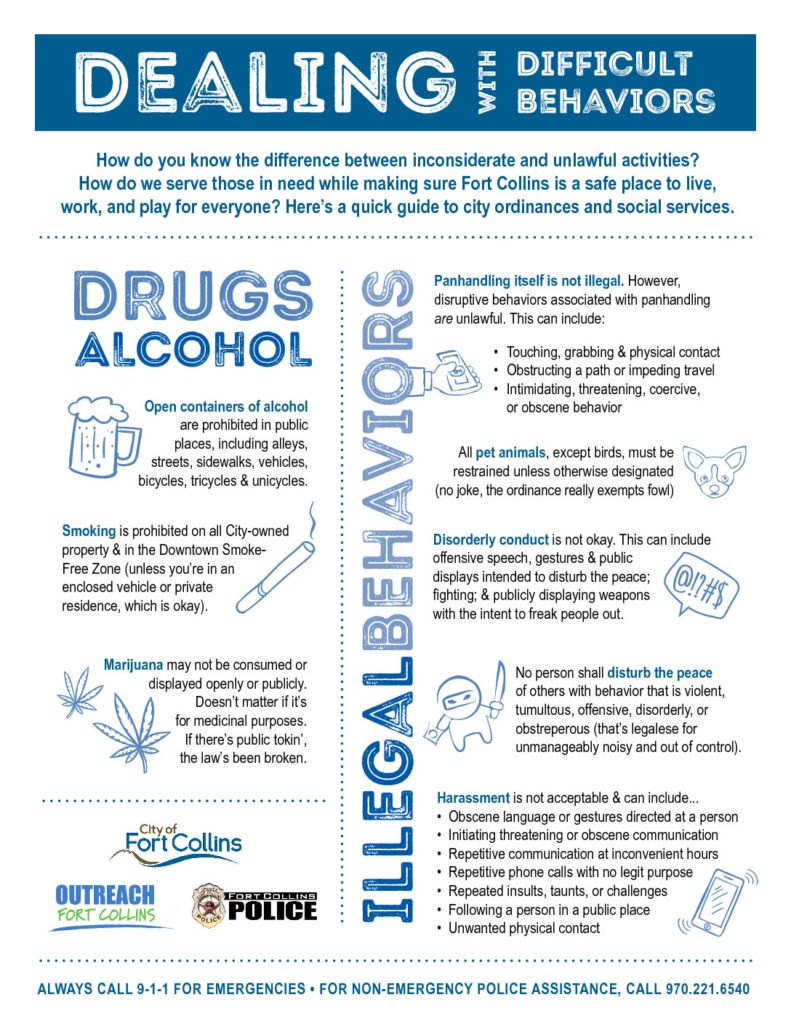 DEALING WITH DIFFICULT BEHAVIORS
How do you know the difference between inconsiderate and unlawful activities?
How do we serve those in need while making sure Fort Collins is a safe place to live,
work, and play for everyone? Here's a quick guide to city ordinances and social services.
DRUGS
ALCOHOL
Open containers of alcohol
are prohibited in public
places, including alleys,
streets, sidewalks, vehicles,
bicycles, tricycles & unicycles.
Smoking is prohibited on all City-owned
property & in the Downtown Smoke-
Free Zone (unless you're in an
enclosed vehicle or private
residence, which is okay).
Marijuana may not be consumed or
displayed openly or publicly.
Doesn't matter if it's
for medicinal purposes.
If there's public tokin',
the law's been broken.
City of
Fort Collins
OUTREACH
FORT COLLINS
POLICE
FORT COLLINS
POLICE
ILLEGAL BEHAVIORS
Panhandling itself is not illegal. However,
disruptive behaviors associated with panhandling
are unlawful. This can include:
• Touching, grabbing & physical contact
• Obstructing a path or impeding travel
• Intimidating, threatening, coercive,
or obscene behavior
All pet animals, except birds, must be
restrained unless otherwise designated
(no joke, the ordinance really exempts fowl)
Disorderly conduct is not okay. This can include
offensive speech, gestures & public
displays intended to disturb the peace;
fighting; & publicly displaying weapons
with the intent to freak people out.
@!?#$
No person shall disturb the peace
of others with behavior that is violent,
tumultous, offensive, disorderly, or
obstreperous (that's legalese for
unmanageably noisy and out of control).
Harassment is not acceptable & can include...
• Obscene language or gestures directed at a person
• Initiating threatening or obscene communication
• Repetitive communication at inconvenient hours
• Repetitive phone calls with no legit purpose
• Repeated insults, taunts, or challenges
• Following a person in a public place
• Unwanted physical contact
ALWAYS CALL 9-1-1 FOR EMERGENCIES • FOR NON-EMERGENCY POLICE ASSISTANCE, CALL 970.221.6540